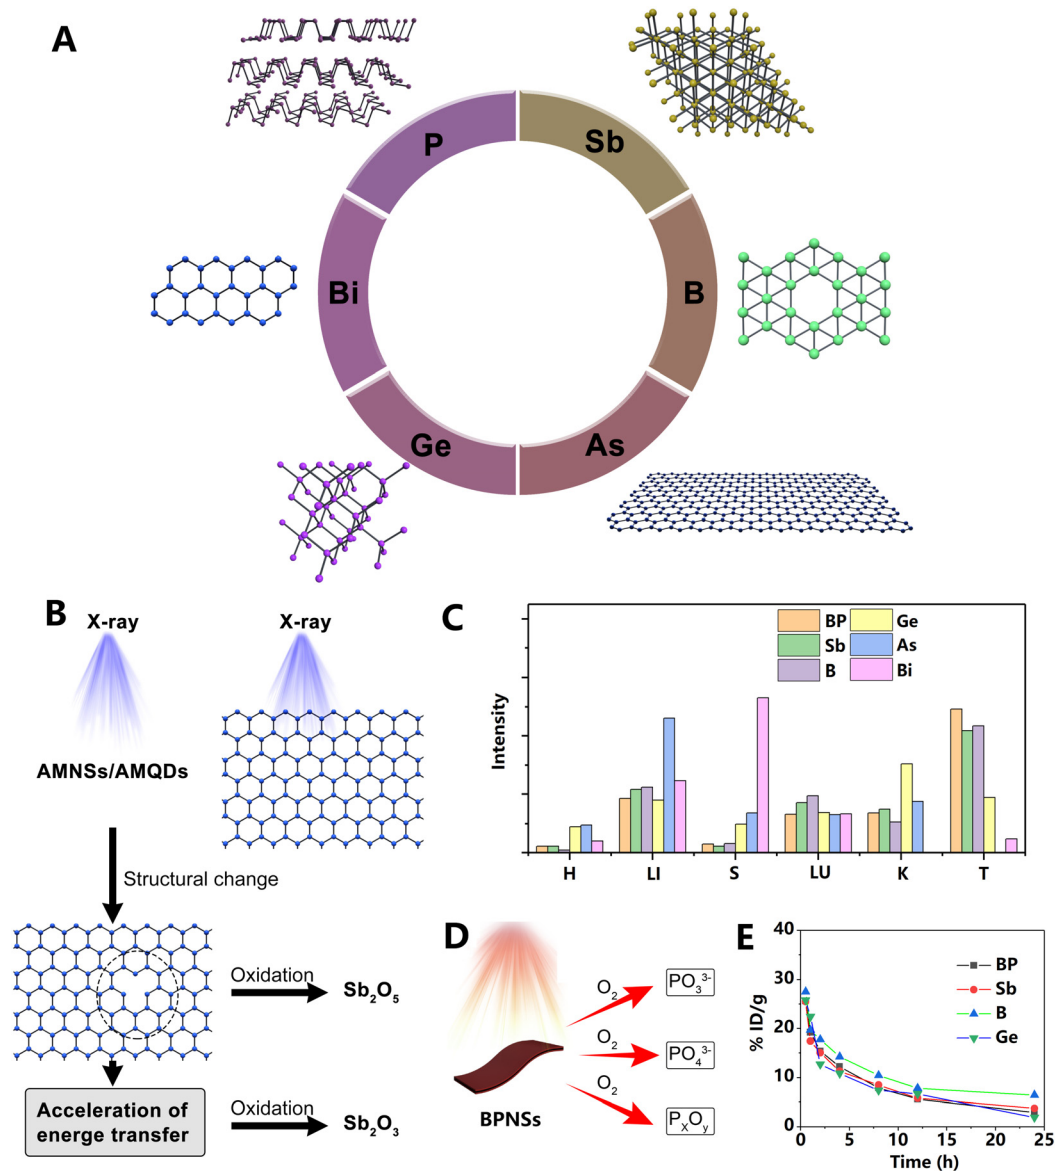 A
P
Sb
Bi
B
Ge
As
B
X-ray
X-ray
AMNSs/AMQDs
Structural change
Oxidation
Sb2O5
Acceleration of
energe transfer
Oxidation
Sb2O3
C
Intensity
BP
Ge
Sb
As
B
Bi
H
LI
S
LU
K
T
D
O2
PO3 3-
O2
PO4 3-
O2
PXOy
BPNSs
E
% ID/g
40
30
20
10
0
BP
Sb
B
Ge
0
5
10
15
20
25
Time (h)